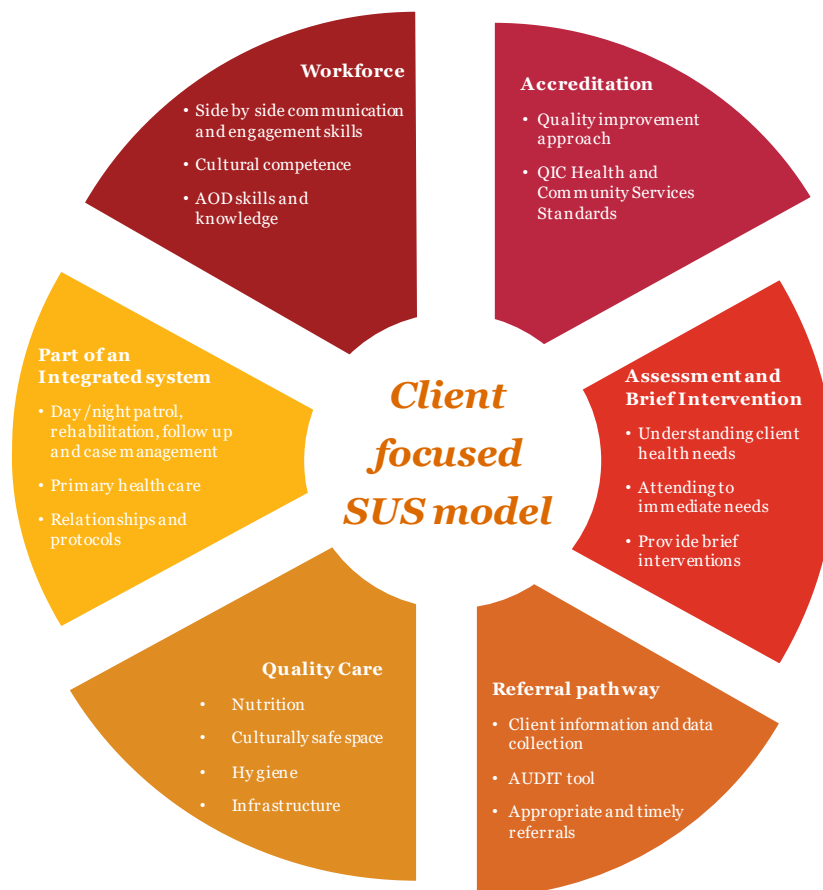 Workforce
• Side by side communication
and engagement skills
• Cultural competence
• AOD skills and
knowledge
Accreditation
• Quality improvement
approach
• QIC Health and
Community Services
Standards
Part of an
Integrated system
• Day /night patrol,
rehabilitation, follow up
and case management
• Primary health care
• Relationships and
protocols
Client
focused
SUS model
Assessment and
Brief Intervention
• Understanding client
health needs
• Attending to
immediate needs
• Provide brief
interventions
Quality Care
• Nutrition
• Culturally safe space
• Hygiene
• Infrastructure
Referral pathway
• Client information and data
collection
• AUDIT tool
• Appropriate and timely
referrals